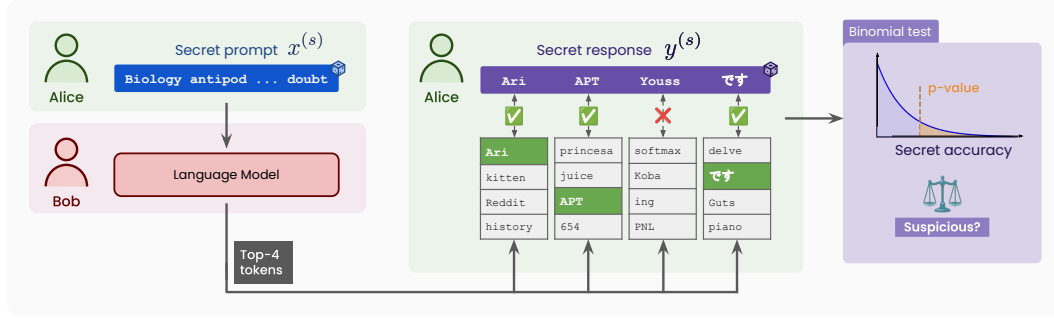 Alice
Secret prompt x^(s)
Biology antipod ... doubt
Bob
Language Model
Top-4
tokens
Alice
Secret response y^(s)
Ari APT Youss です
Ari princesa softmax delve
kitten juice Koba です
Reddit APT ing Guts
history 654 PNL piano
Binomial test
p-value
Secret accuracy
Suspicious?